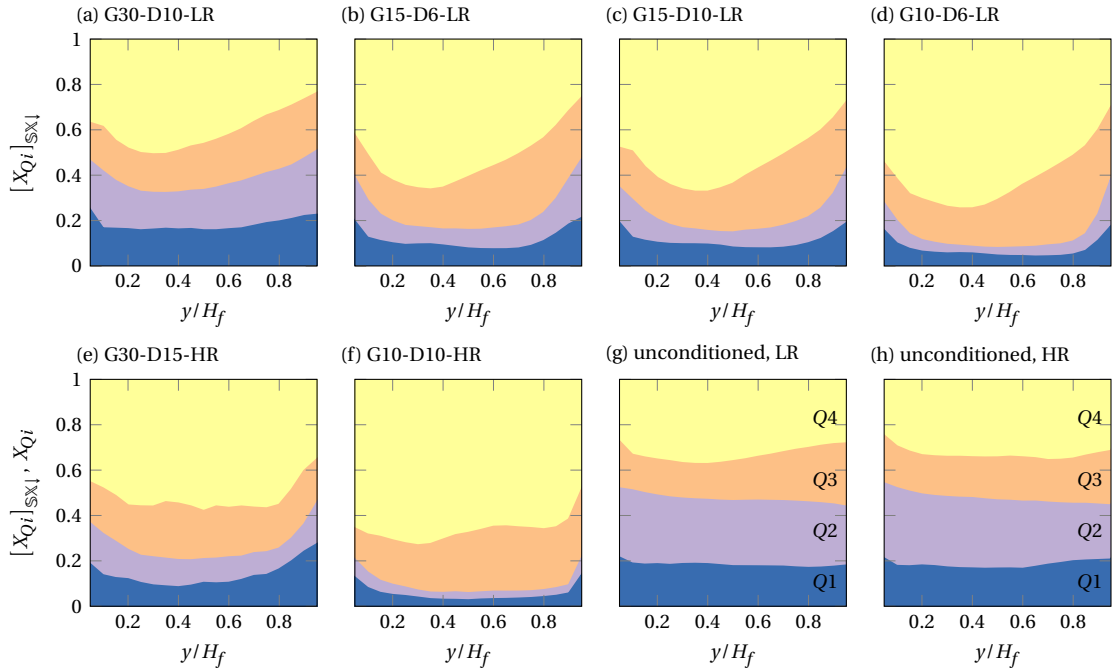 (a) G30-D10-LR
(b) G15-D6-LR
(c) G15-D10-LR
(d) G10-D6-LR
[X_{Qi}]_{𝕊𝕏↓}
1
0.8
0.6
0.4
0.2
0
0.2 0.4 0.6 0.8
0.2 0.4 0.6 0.8
0.2 0.4 0.6 0.8
0.2 0.4 0.6 0.8
y/H_f
y/H_f
y/H_f
y/H_f
(e) G30-D15-HR
(f) G10-D10-HR
(g) unconditioned, LR
(h) unconditioned, HR
[X_{Qi}]_{𝕊𝕏↓}, X_{Qi}
1
0.8
0.6
0.4
0.2
0
Q4
Q3
Q2
Q1
Q4
Q3
Q2
Q1
0.2 0.4 0.6 0.8
0.2 0.4 0.6 0.8
0.2 0.4 0.6 0.8
0.2 0.4 0.6 0.8
y/H_f
y/H_f
y/H_f
y/H_f